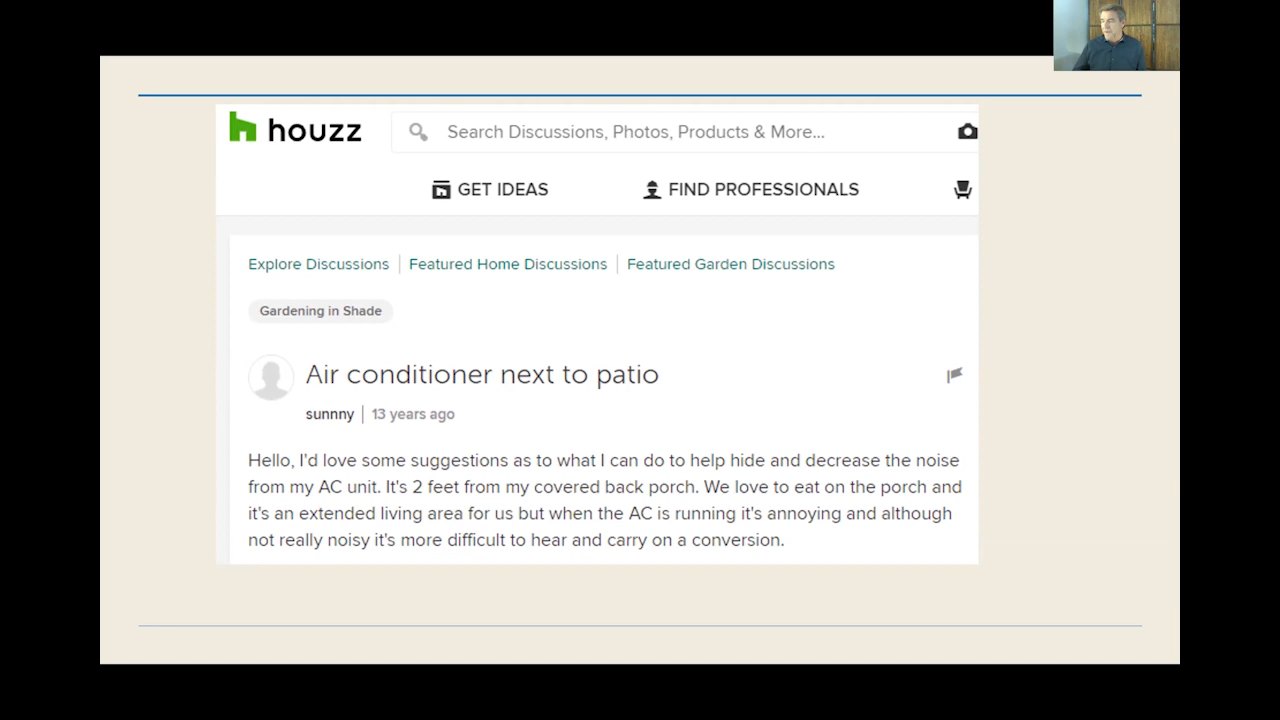 houzz
Search Discussions, Photos, Products & More...
GET IDEAS
FIND PROFESSIONALS
Explore Discussions
Featured Home Discussions
Featured Garden Discussions
Gardening in Shade
Air conditioner next to patio
sunnny
13 years ago
Hello, I'd love some suggestions as to what I can do to help hide and decrease the noise
from my AC unit. It's 2 feet from my covered back porch. We love to eat on the porch and
it's an extended living area for us but when the AC is running it's annoying and although
not really noisy it's more difficult to hear and carry on a conversion.